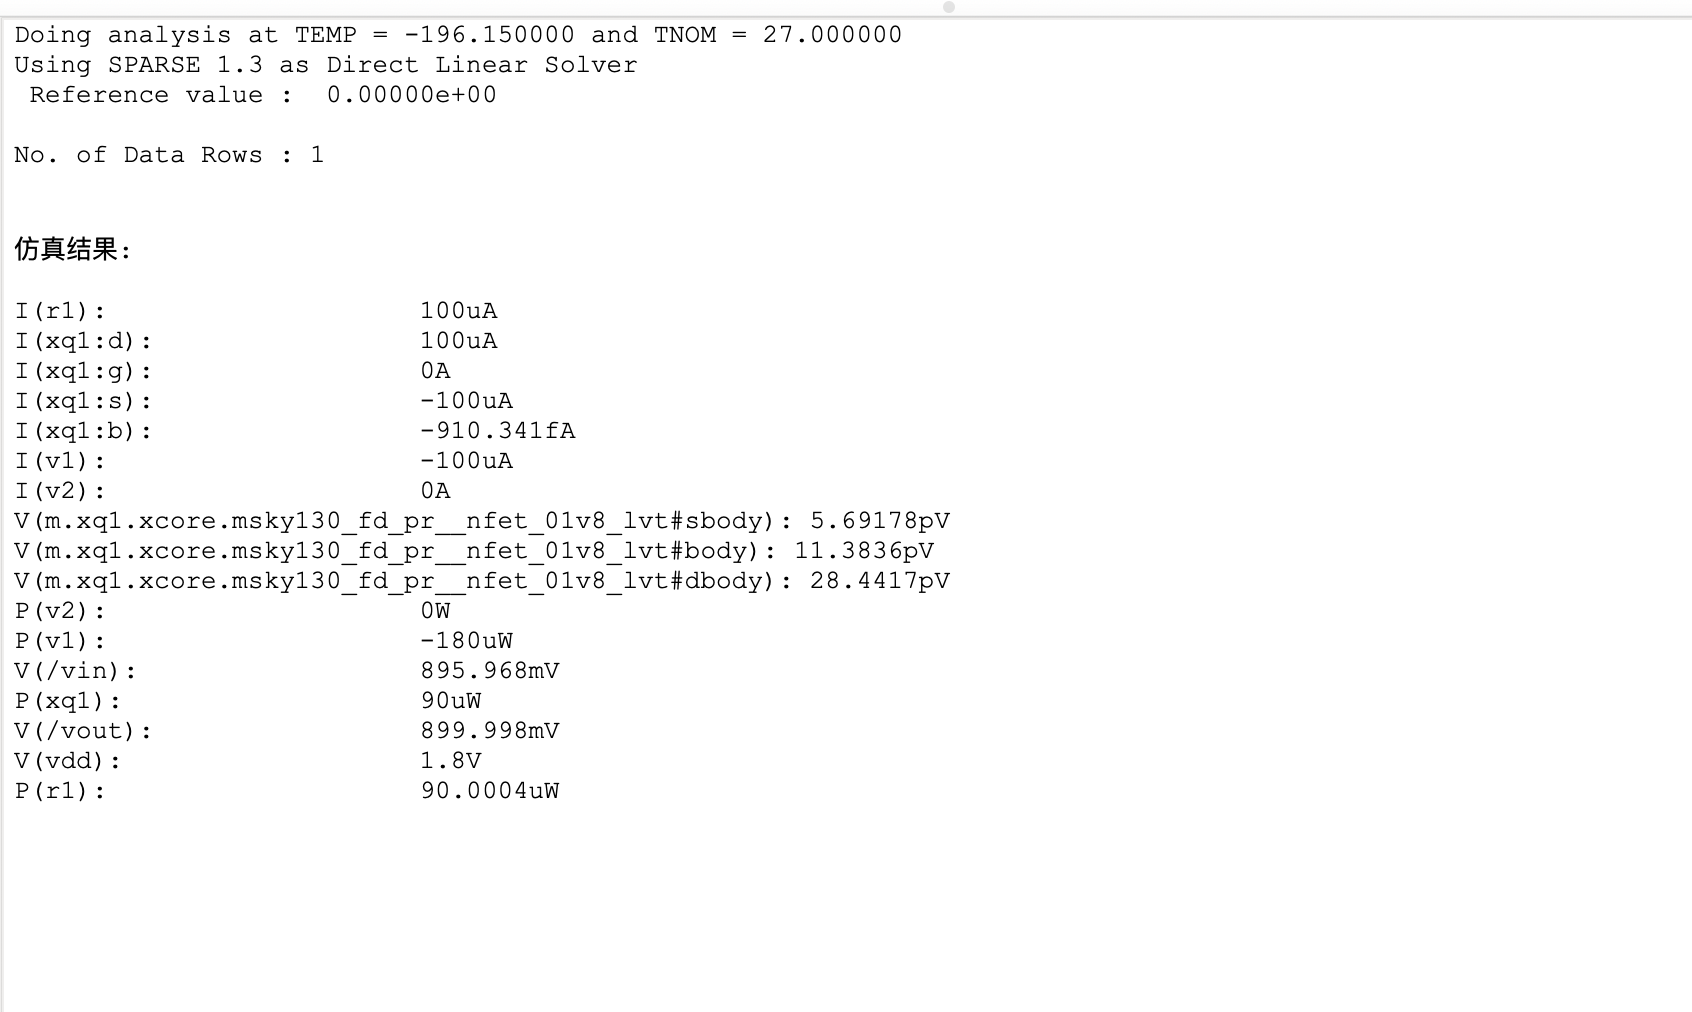 Doing analysis at TEMP = -196.150000 and TNOM = 27.000000
Using SPARSE 1.3 as Direct Linear Solver
Reference value :  0.00000e+00
No. of Data Rows : 1
仿真结果:
I(r1): 100uA
I(xq1:d): 100uA
I(xq1:g): 0A
I(xq1:s): -100uA
I(xq1:b): -910.341fA
I(v1): -100uA
I(v2): 0A
V(m.xq1.xcore.msky130_fd_pr__nfet_01v8_lvt#sbody): 5.69178pV
V(m.xq1.xcore.msky130_fd_pr__nfet_01v8_lvt#body): 11.3836pV
V(m.xq1.xcore.msky130_fd_pr__nfet_01v8_lvt#dbody): 28.4417pV
P(v2): 0W
P(v1): -180uW
V(/vin): 895.968mV
P(xq1): 90uW
V(/vout): 899.998mV
V(vdd): 1.8V
P(r1): 90.0004uW